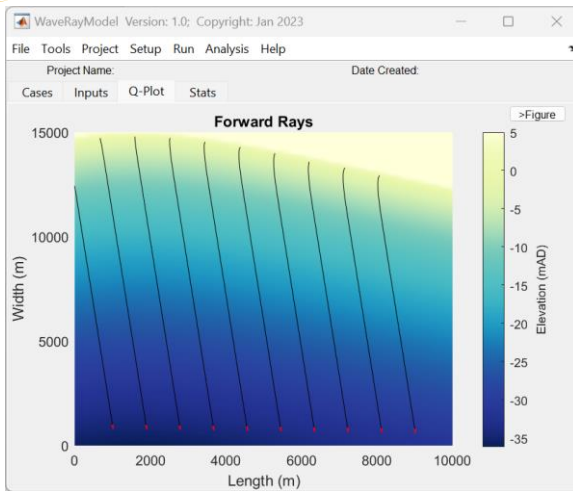 WaveRayModel Version: 1.0; Copyright: Jan 2023
File Tools Project Setup Run Analysis Help
Project Name: Date Created:
Cases Inputs Q-Plot Stats
>Figure
Forward Rays
15000
10000
5000
0
Width (m)
0 2000 4000 6000 8000 10000
Length (m)
5
0
-5
-10
-15
-20
-25
-30
-35
Elevation (mAD)